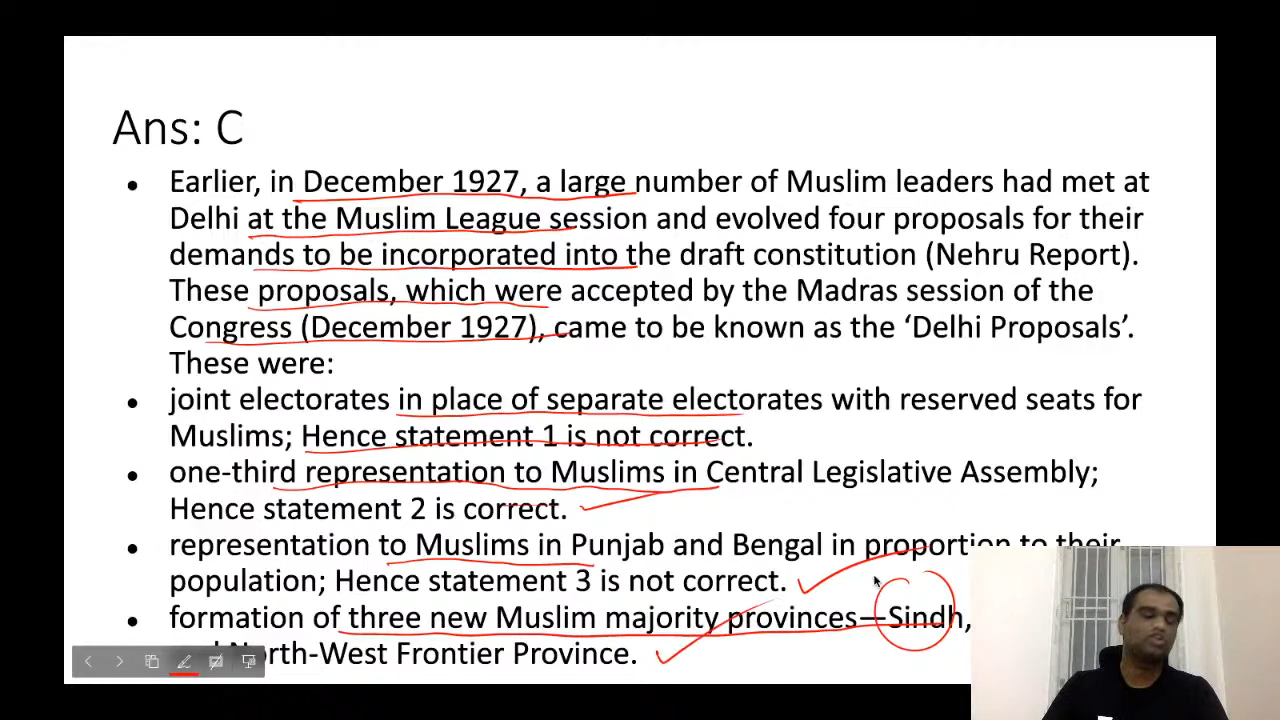 Ans: C
• Earlier, in December 1927, a large number of Muslim leaders had met at
Delhi at the Muslim League session and evolved four proposals for their
demands to be incorporated into the draft constitution (Nehru Report).
These proposals, which were accepted by the Madras session of the
Congress (December 1927), came to be known as the ‘Delhi Proposals’.
These were:
• joint electorates in place of separate electorates with reserved seats for
Muslims; Hence statement 1 is not correct.
• one-third representation to Muslims in Central Legislative Assembly;
Hence statement 2 is correct.
• representation to Muslims in Punjab and Bengal in proportion to their
population; Hence statement 3 is not correct.
• formation of three new Muslim majority provinces—Sindh,
North-West Frontier Province.